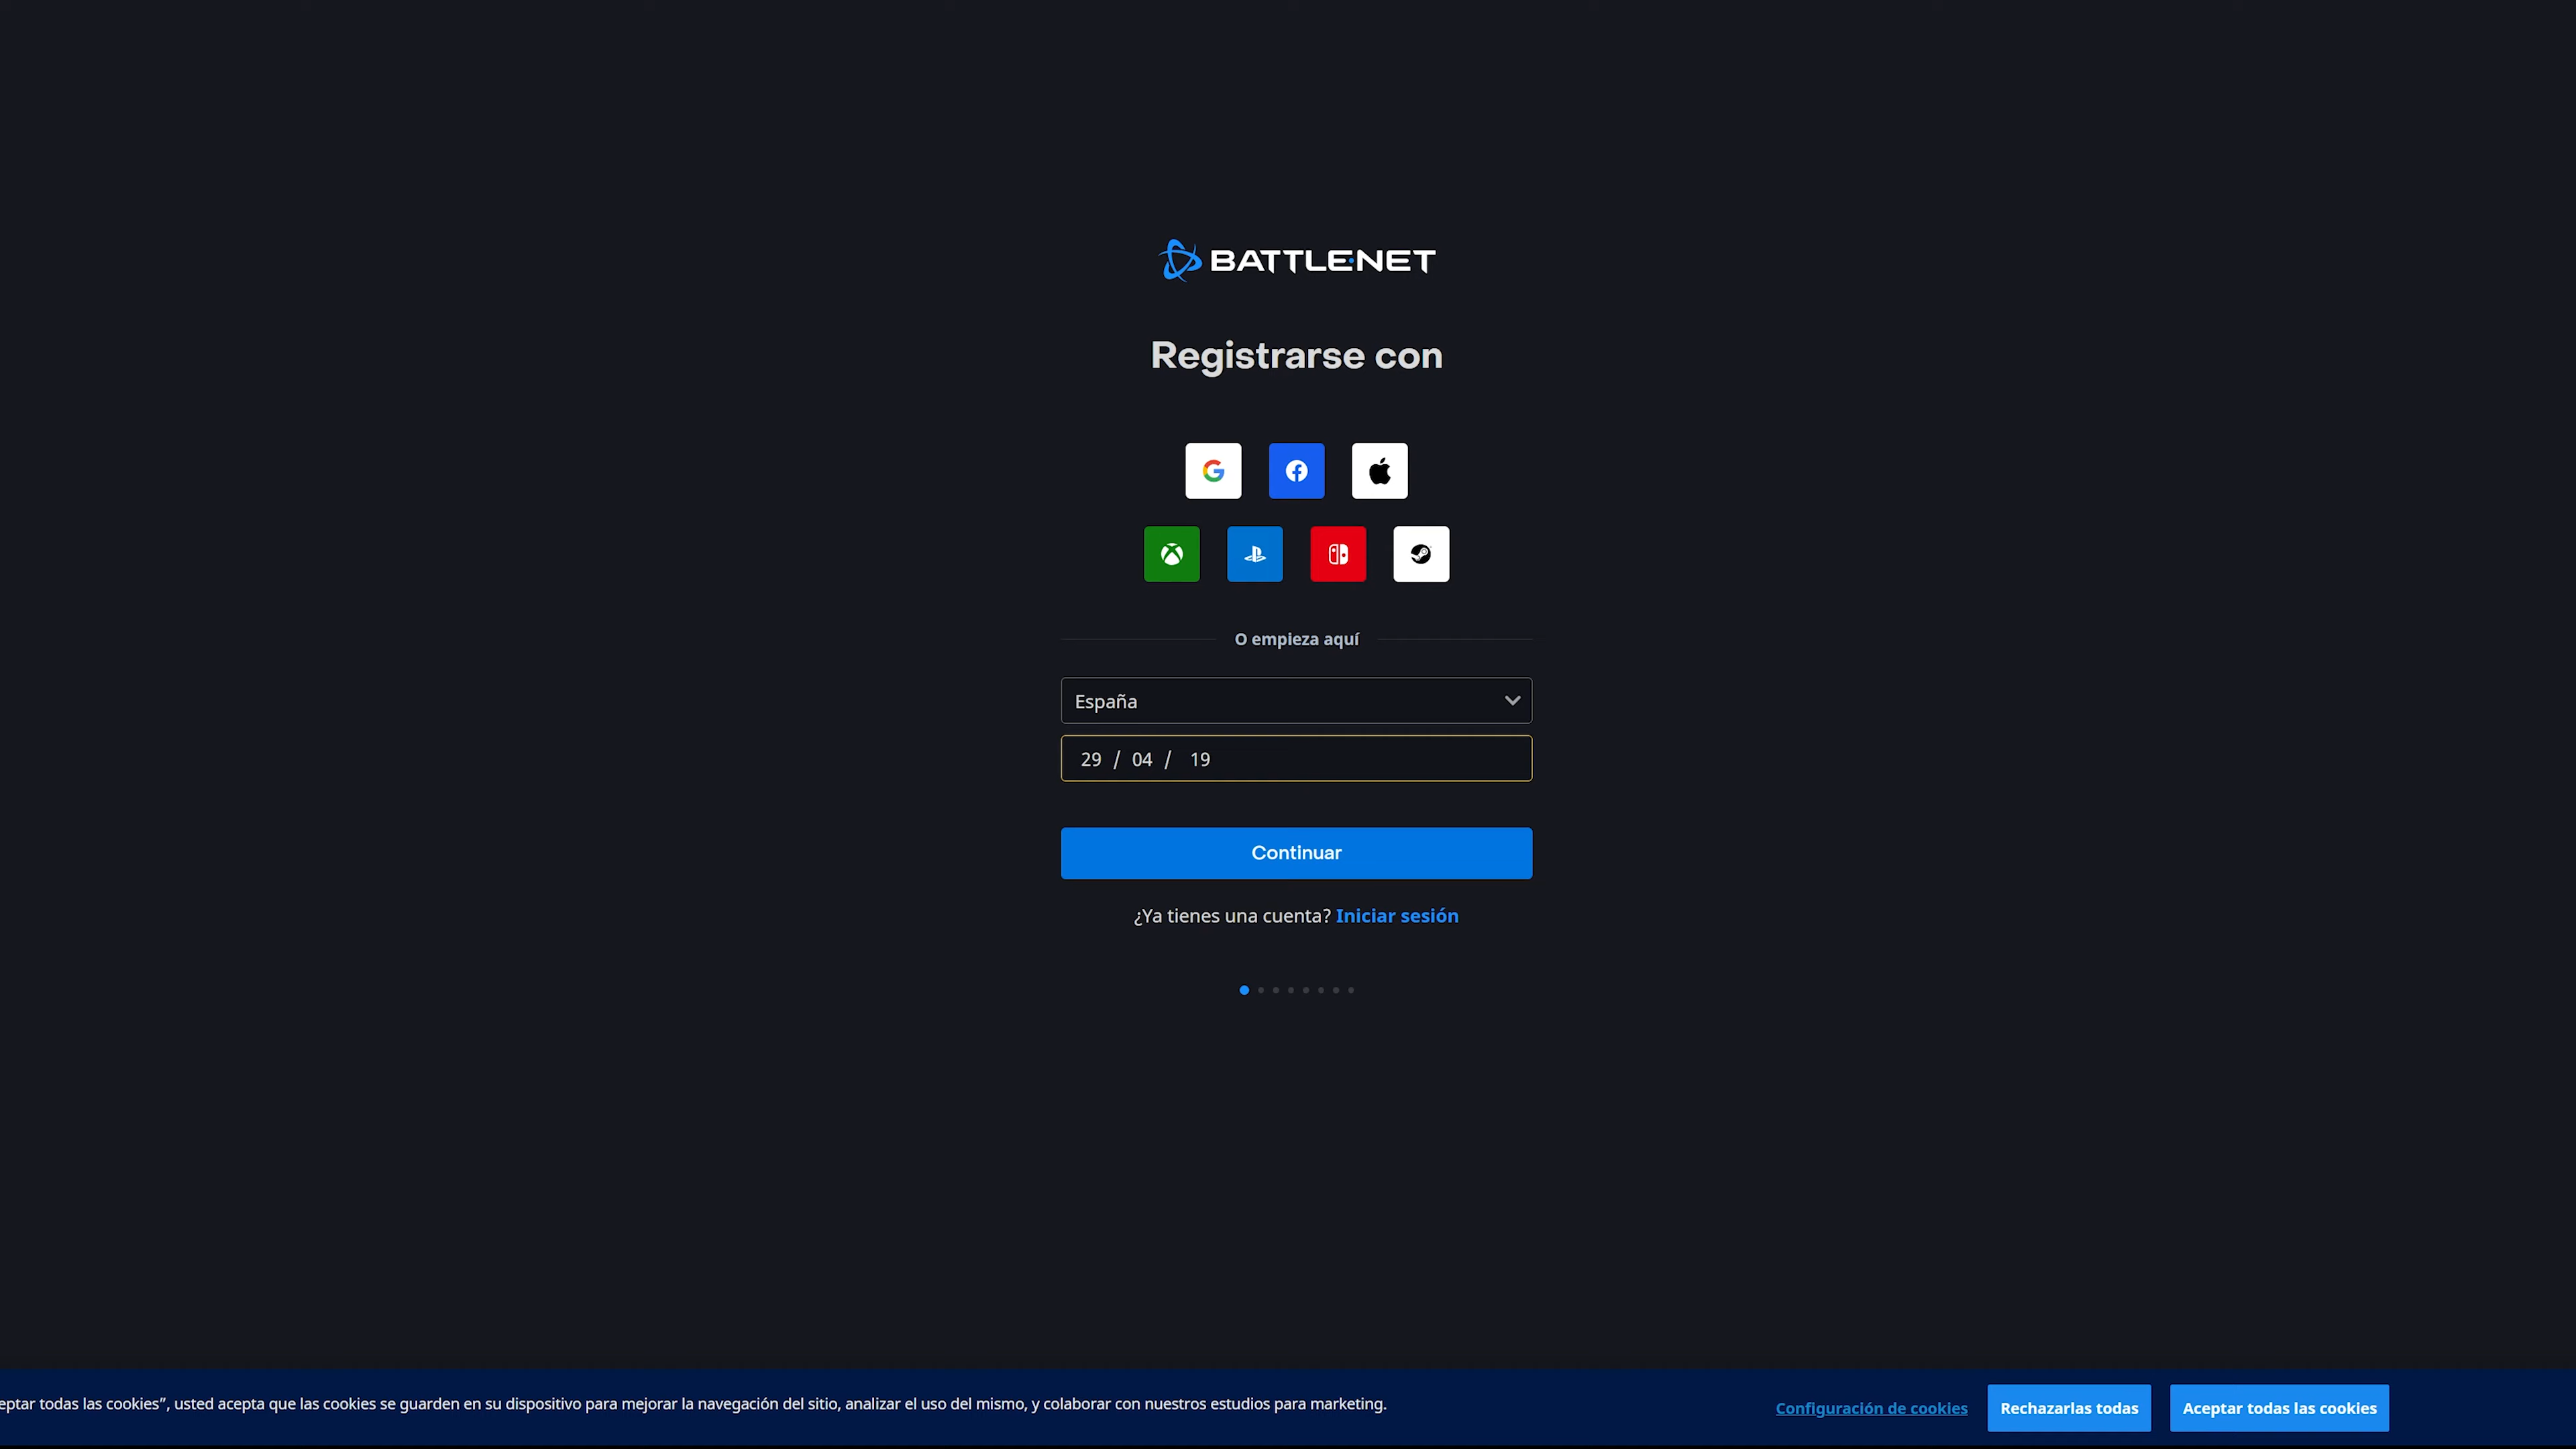 BATTLE.NET
Registrarse con
O empieza aquí
España
29 / 04 / 19
Continuar
¿Ya tienes una cuenta? Iniciar sesión
eptar todas las cookies”, usted acepta que las cookies se guarden en su dispositivo para mejorar la navegación del sitio, analizar el uso del mismo, y colaborar con nuestros estudios para marketing.
Configuración de cookies
Rechazarlas todas
Aceptar todas las cookies